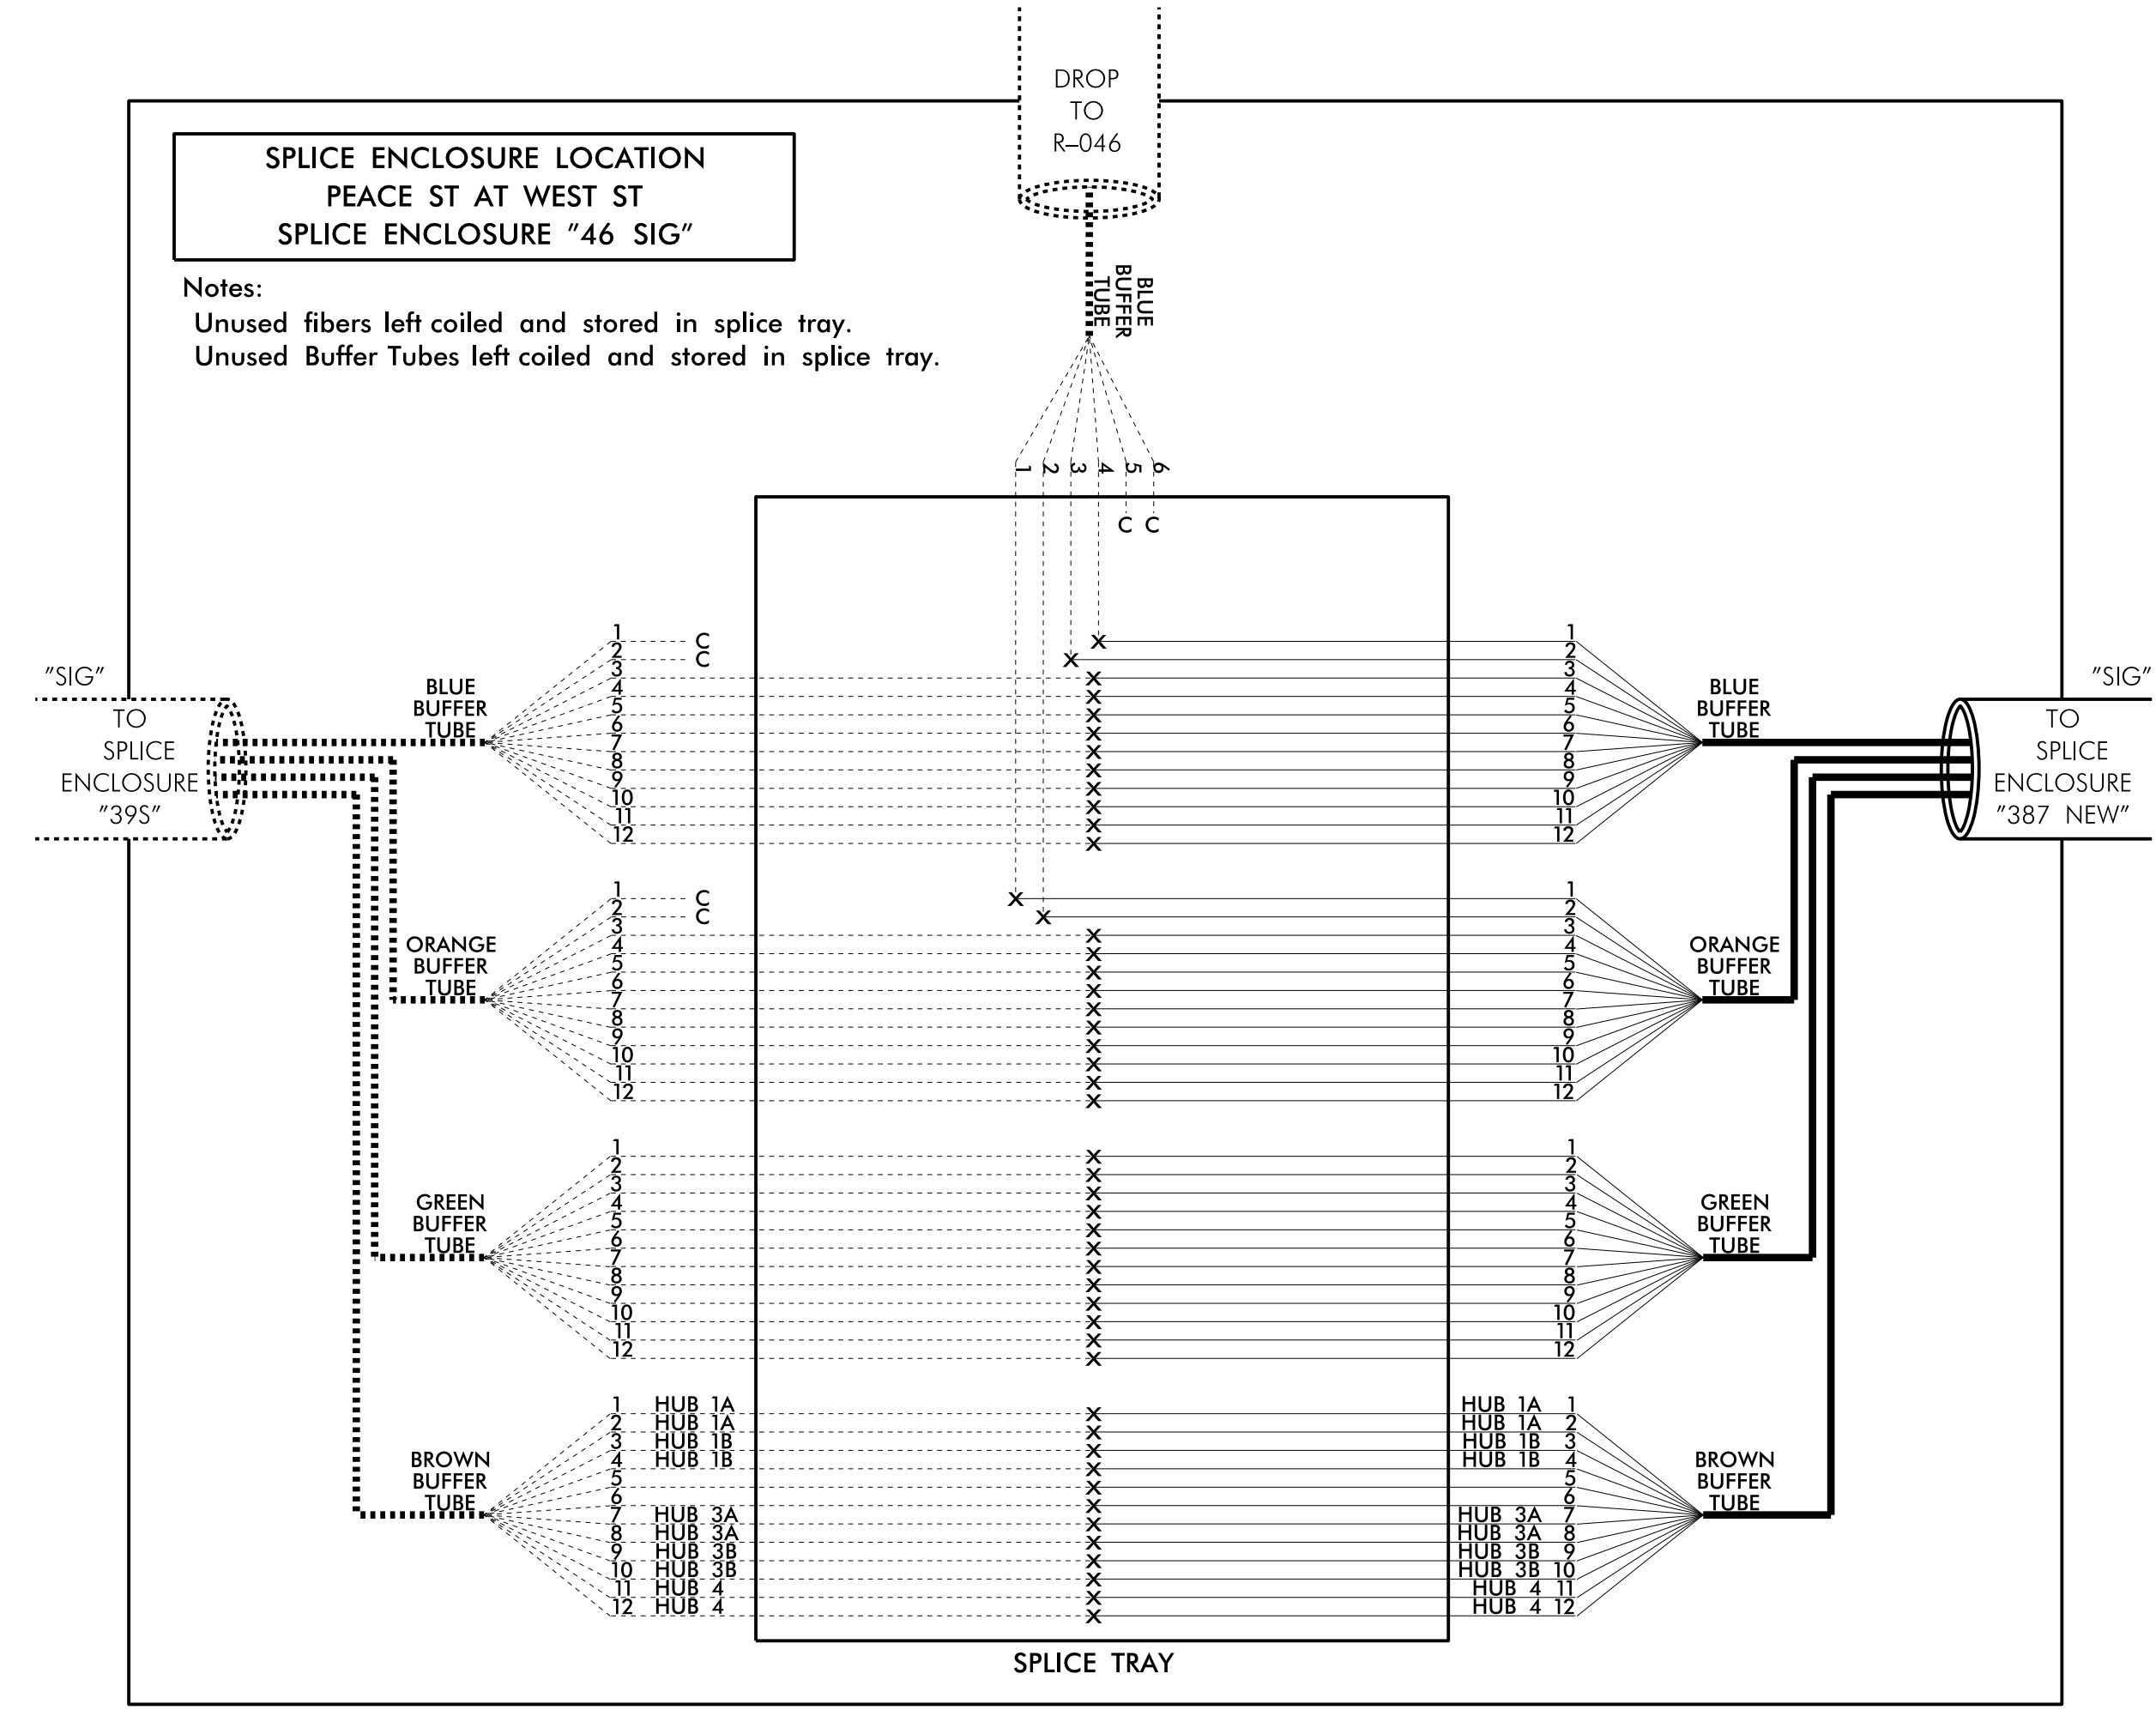 DROP
TO
R-046
SPLICE ENCLOSURE LOCATION
PEACE ST AT WEST ST
SPLICE ENCLOSURE "46 SIG"
Notes:
Unused fibers left coiled and stored in splice tray.
Unused Buffer Tubes left coiled and stored in splice tray.
BLUE
BUFFER
TUBE
1 2 3 4 5 6
C C
"SIG"
TO
SPLICE
ENCLOSURE
"39S"
BLUE
BUFFER
TUBE
1 C
2 C
3
4
5
6
7
8
9
10
11
12
ORANGE
BUFFER
TUBE
1 C
2 C
3
4
5
6
7
8
9
10
11
12
GREEN
BUFFER
TUBE
1
2
3
4
5
6
7
8
9
10
11
12
BROWN
BUFFER
TUBE
1 HUB 1A
2 HUB 1A
3 HUB 1B
4 HUB 1B
5
6
7 HUB 3A
8 HUB 3A
9 HUB 3B
10 HUB 3B
11 HUB 4
12 HUB 4
1
2
3
4
5
6
7
8
9
10
11
12
BLUE
BUFFER
TUBE
1
2
3
4
5
6
7
8
9
10
11
12
ORANGE
BUFFER
TUBE
1
2
3
4
5
6
7
8
9
10
11
12
GREEN
BUFFER
TUBE
HUB 1A 1
HUB 1A 2
HUB 1B 3
HUB 1B 4
5
6
HUB 3A 7
HUB 3A 8
HUB 3B 9
HUB 3B 10
HUB 4 11
HUB 4 12
BROWN
BUFFER
TUBE
"SIG"
TO
SPLICE
ENCLOSURE
"387 NEW"
SPLICE TRAY